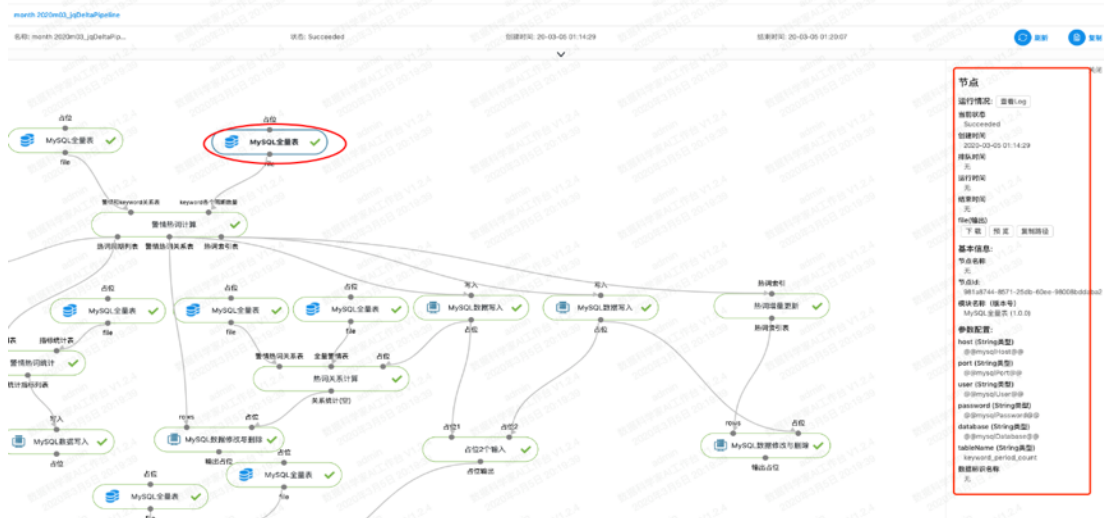 month 2020m03_jqDeltaPipeline
名称: month 2020m03_jqDeltaPip...
状态: Succeeded
创建时间: 20-03-05 01:14:29
结束时间: 20-03-05 01:20:07
刷新
复制
关闭
占位
MySQL全量表
file
占位
MySQL全量表
file
警情和keyword关系表
警情热词计算
热词周期列表
警情热词关系表
热词索引表
占位
MySQL全量表
占位
MySQL全量表
file
占位
MySQL全量表
file
写入
MySQL数据写入
占位
写入
MySQL数据写入
占位
热词索引
热词增量更新
热词索引表
指标统计表
警情热词统计
统计指标列表
警情热词关系表
全量警情表
占位
热词关系计算
关系统计(空)
写入
MySQL数据写入
占位
rows
占位
MySQL数据修改与删除
输出占位
占位
MySQL全量表
file
占位
MySQL全量表
file
占位1
占位2
占位2个输入
占位输出
rows
占位
MySQL数据修改与删除
输出占位
节点
运行情况: 查看Log
当前状态
Succeeded
创建时间
2020-03-05 01:14:29
排队时间
无
运行时间
无
结束时间
无
file(输出)
下载 预览 复制路径
基本信息:
节点名称
无
节点Id:
模块名称 (版本号)
MySQL全量表 (1.0.0)
参数配置:
host (String类型)
@@mysqlHost@@
port (String类型)
@@mysqlPort@@
user (String类型)
@@mysqlUser@@
password (String类型)
@@mysqlPassword@@
database (String类型)
@@mysqlDatabase@@
tableName (String类型)
keyword_period_count
数据标识名称
无